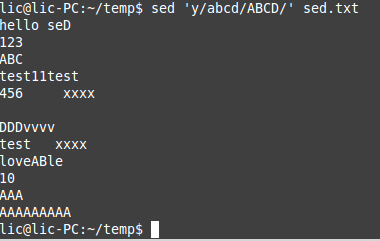 lic@lic-PC:~/temp$ sed 'y/abcd/ABCD/' sed.txt
hello seD
123
ABC
test11test
456     xxxx

DDDvvvv
test   xxxx
loveABle
10
AAA
AAAAAAAAA
lic@lic-PC:~/temp$